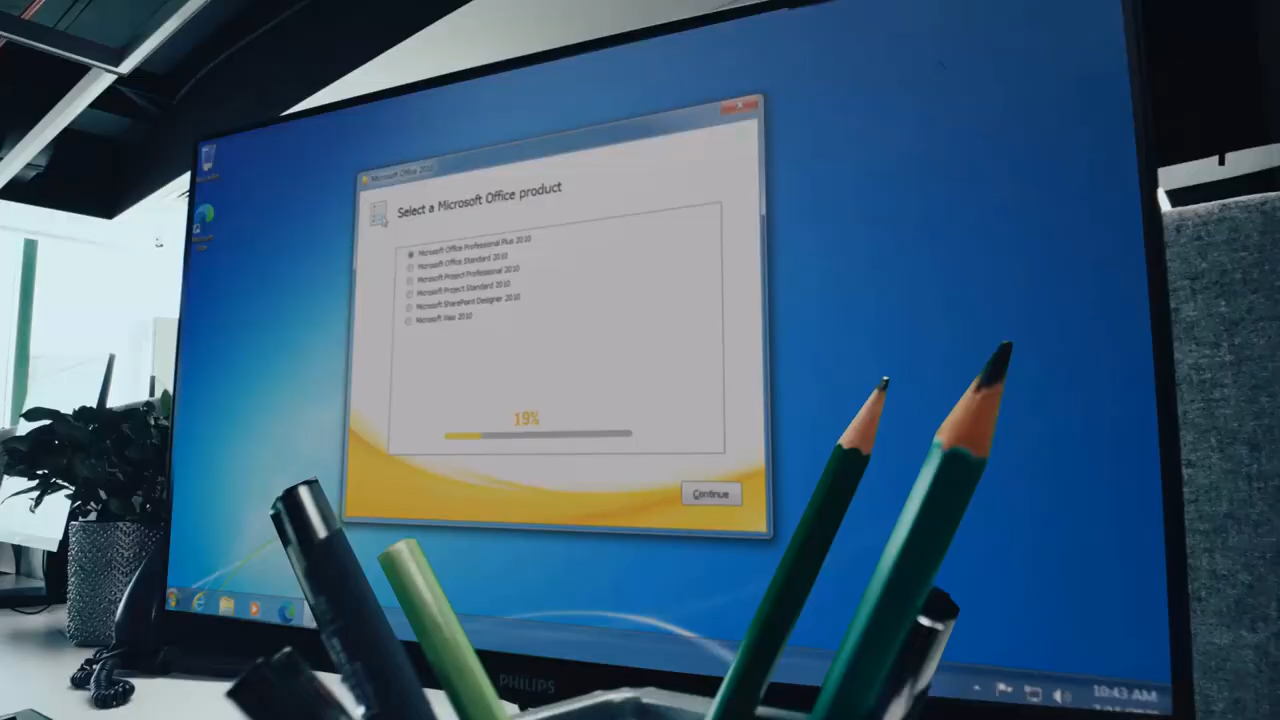 Microsoft Office 2010
Select a Microsoft Office product
Microsoft Office Professional Plus 2010
Microsoft Office Standard 2010
Microsoft Project Professional 2010
Microsoft Project Standard 2010
Microsoft SharePoint Designer 2010
Microsoft Visio 2010
19%
Continue
PHILIPS
10:43 AM